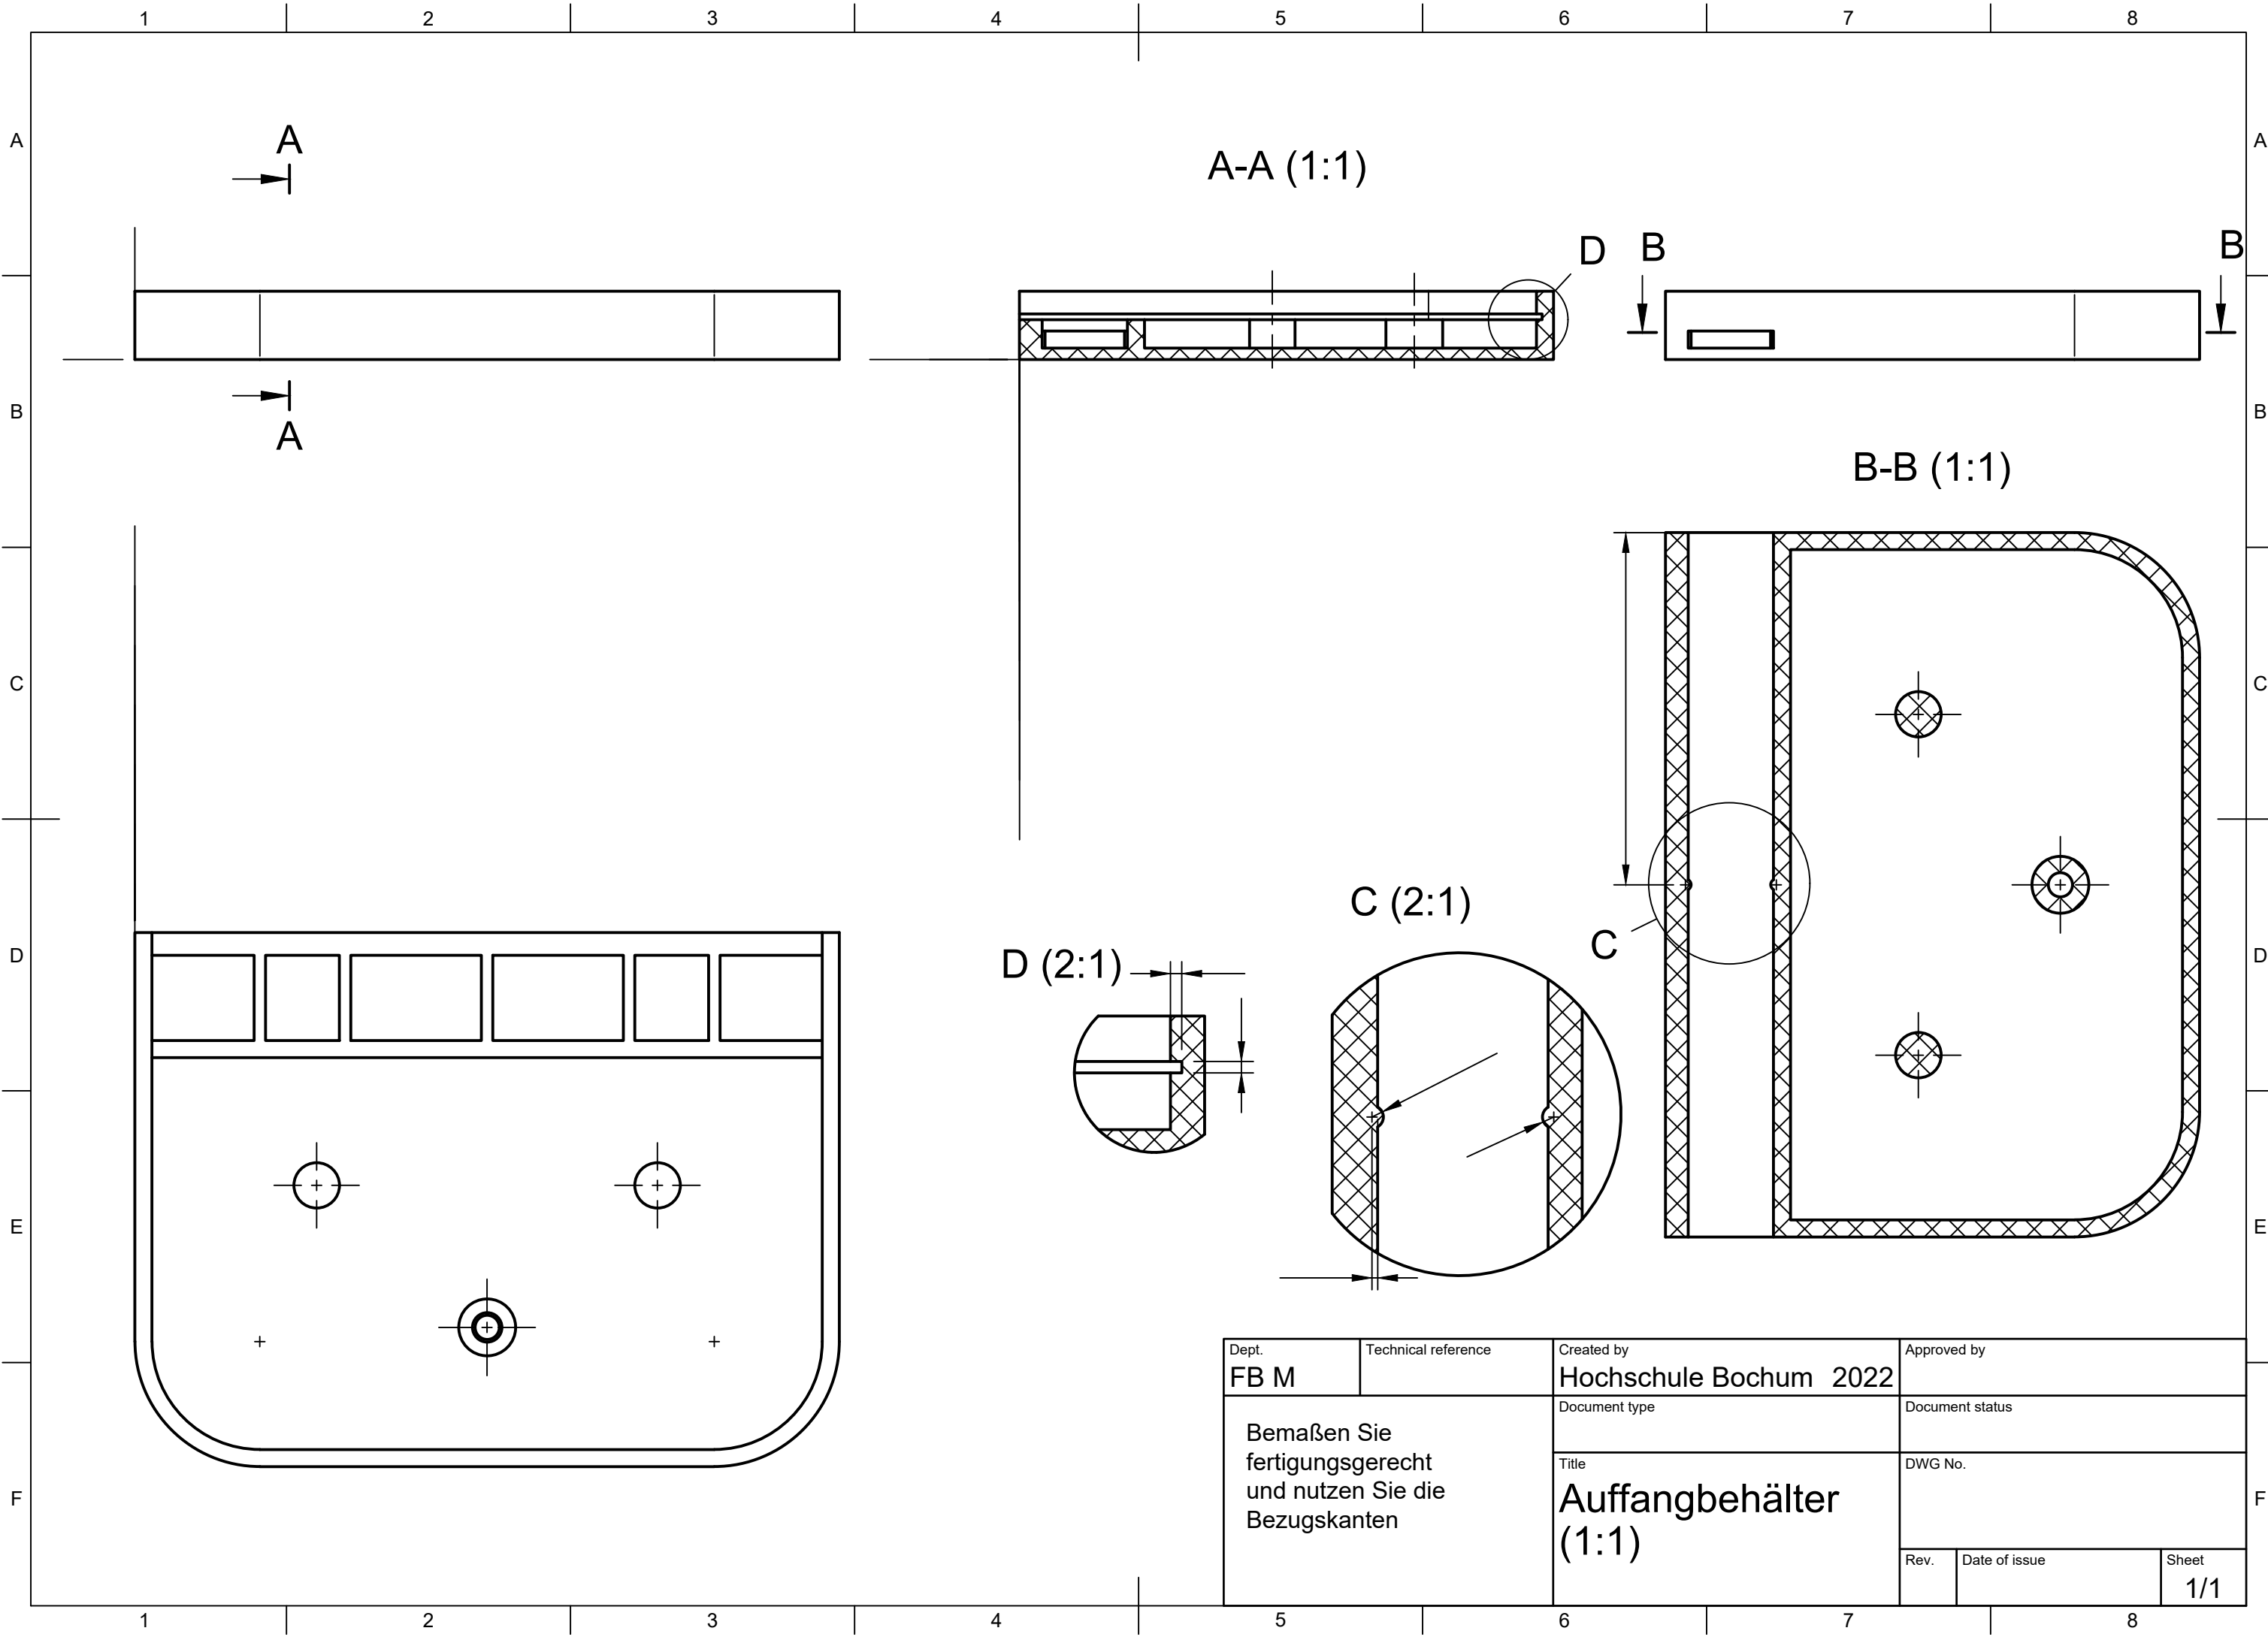 1 2 3 4 5 6 7 8
A A
A
A-A (1:1)
D
B B
B B
A
B-B (1:1)
C C
C (2:1)
D (2:1)
C
D D
E E
Dept.
FB M
Technical reference
Created by
Hochschule Bochum 2022
Approved by
Bemaßen Sie
fertigungsgerecht
und nutzen Sie die
Bezugskanten
Document type
Document status
Title
Auffangbehälter
(1:1)
DWG No.
F F
Rev.
Date of issue
Sheet
1/1
1 2 3 4 5 6 7 8